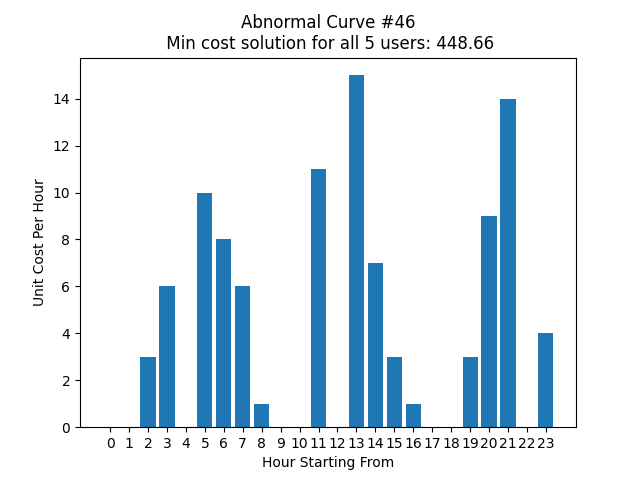 Abnormal Curve #46
Min cost solution for all 5 users: 448.66
Unit Cost Per Hour
14
12
10
8
6
4
2
0
0 1 2 3 4 5 6 7 8 9 10 11 12 13 14 15 16 17 18 19 20 21 22 23
Hour Starting From